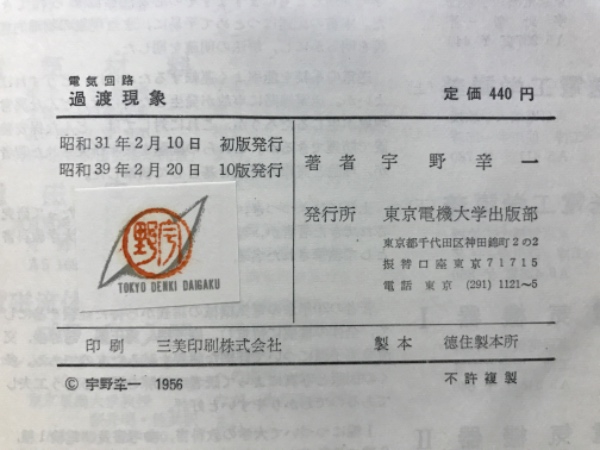 電気回路
過渡現象
定価 440 円
昭和 31 年 2 月 10 日 初版発行
昭和 39 年 2 月 20 日 10版発行
著者 宇野辛一
発行所 東京電機大学出版部
東京都千代田区神田錦町2の2
振替口座東京71715
電話 東京 (291) 1121~5
宇野
TOKYO DENKI DAIGAKU
印刷 三美印刷株式会社
製本 徳住製本所
© 宇野辛一 1956
不許複製